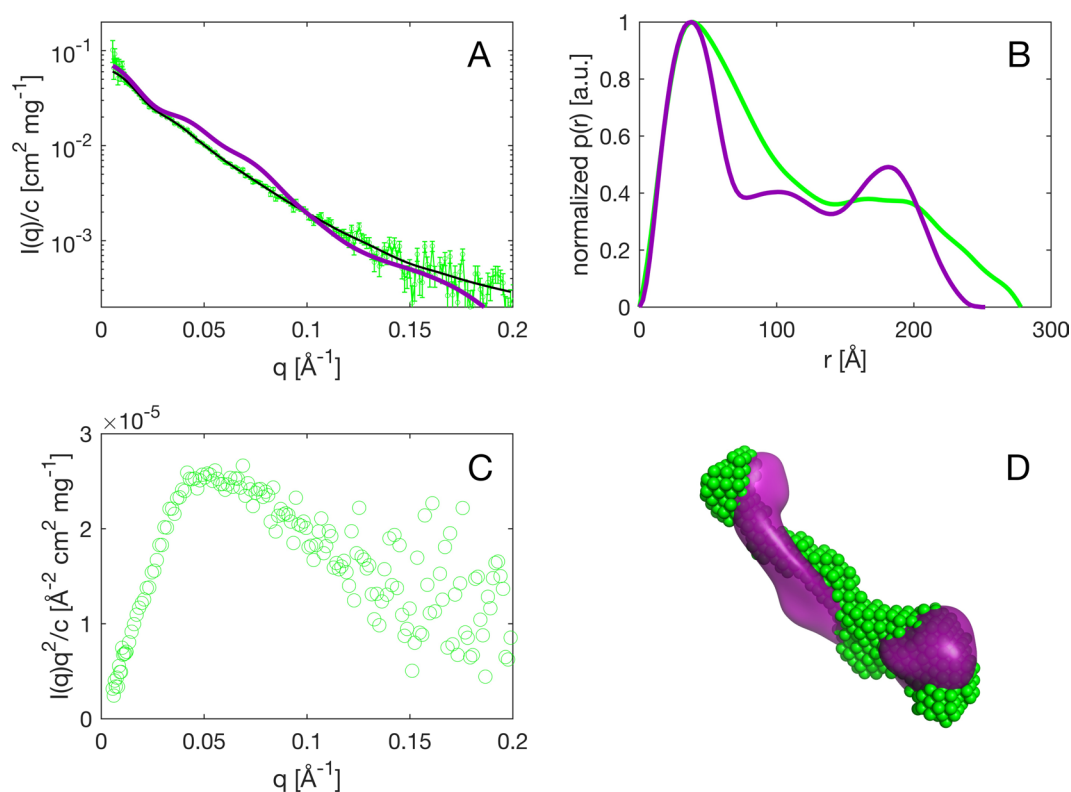 A
I(q)/c [cm² mg⁻¹]
10⁻¹
10⁻²
10⁻³
0 0.05 0.1 0.15 0.2
q [Å⁻¹]
B
normalized p(r) [a.u.]
1
0.8
0.6
0.4
0.2
0
0 100 200 300
r [Å]
C
× 10⁻⁵
I(q)q²/c [Å⁻² cm² mg⁻¹]
3
2
1
0
0 0.05 0.1 0.15 0.2
q [Å⁻¹]
D